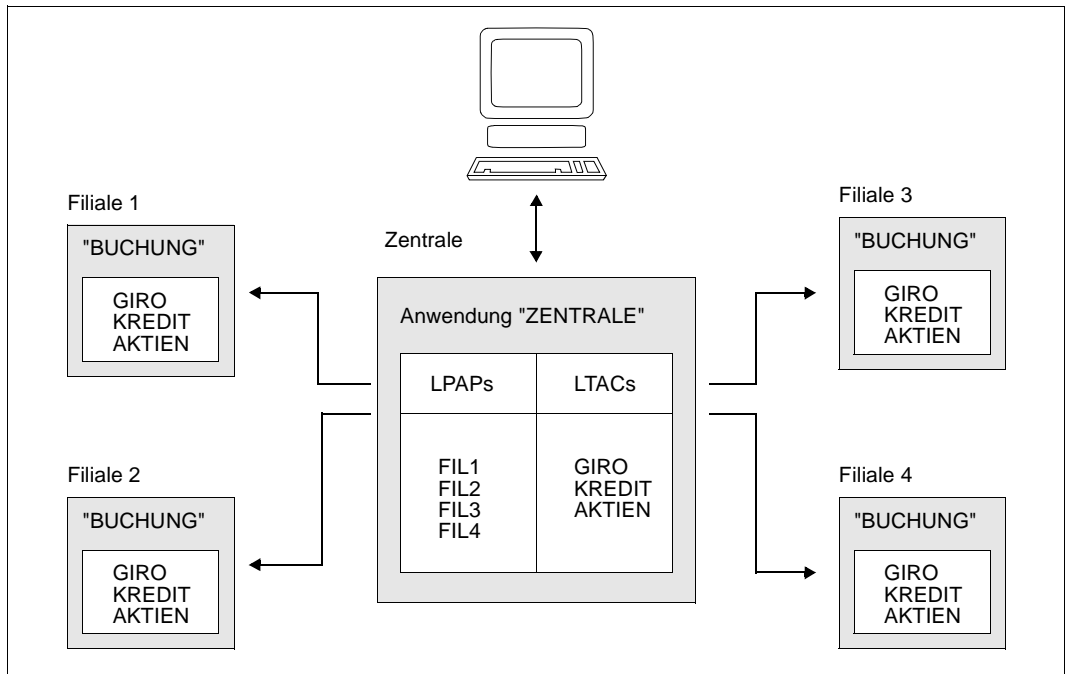 Filiale 1
"BUCHUNG"
GIRO
KREDIT
AKTIEN
Filiale 2
"BUCHUNG"
GIRO
KREDIT
AKTIEN
Zentrale
Anwendung "ZENTRALE"
LPAPs
LTACs
FIL1
FIL2
FIL3
FIL4
GIRO
KREDIT
AKTIEN
Filiale 3
"BUCHUNG"
GIRO
KREDIT
AKTIEN
Filiale 4
"BUCHUNG"
GIRO
KREDIT
AKTIEN